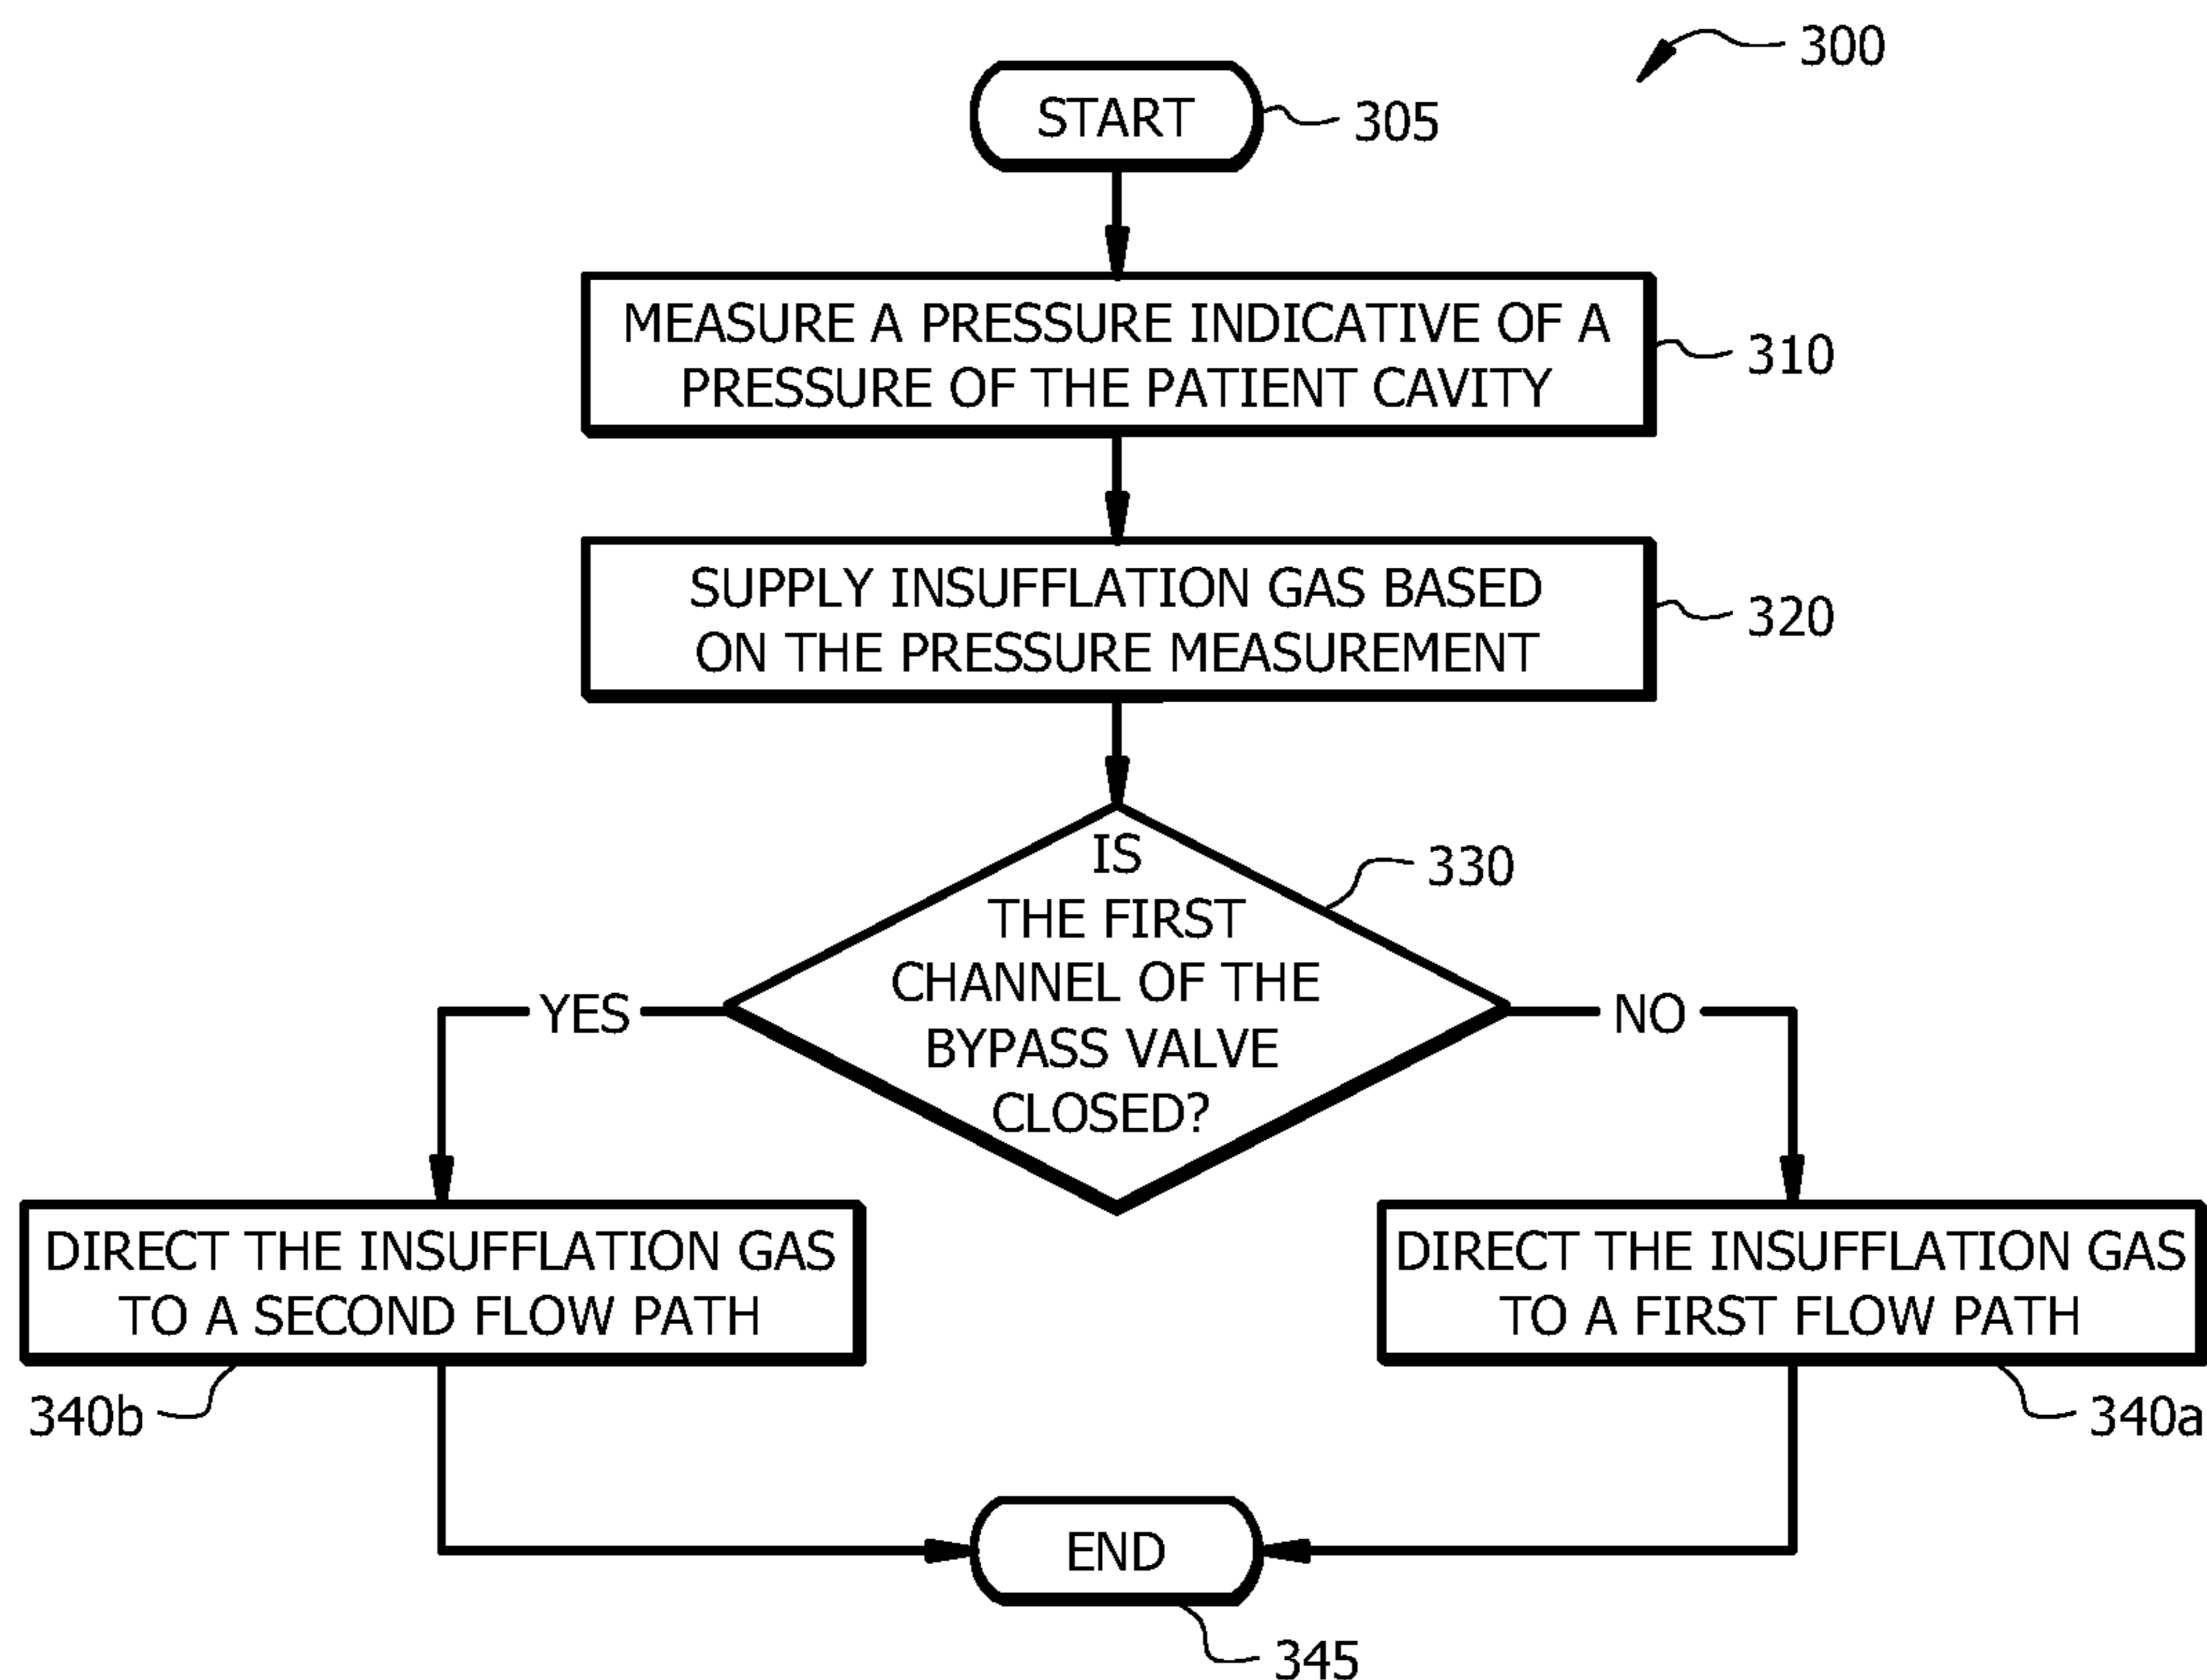 300
START
305
MEASURE A PRESSURE INDICATIVE OF A
PRESSURE OF THE PATIENT CAVITY
310
SUPPLY INSUFFLATION GAS BASED
ON THE PRESSURE MEASUREMENT
320
IS
THE FIRST
CHANNEL OF THE
BYPASS VALVE
CLOSED?
330
YES
NO
DIRECT THE INSUFFLATION GAS
TO A SECOND FLOW PATH
340b
DIRECT THE INSUFFLATION GAS
TO A FIRST FLOW PATH
340a
END
345